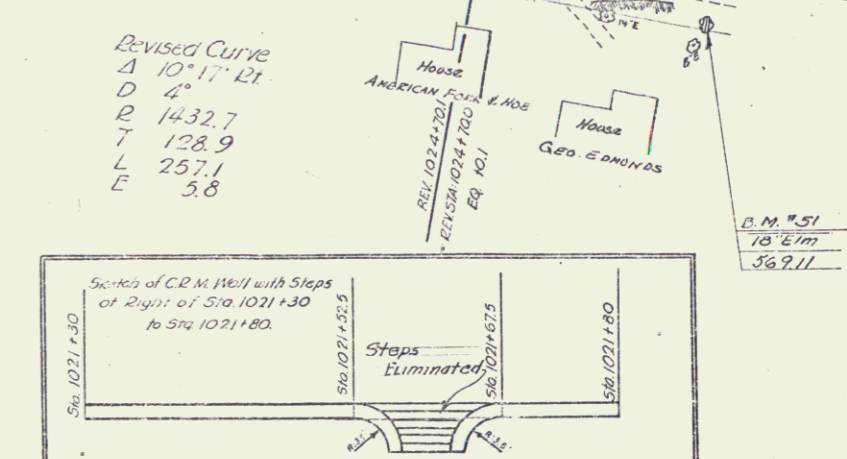 Revised Curve
Δ 10°17' Rt.
D 4°
R 1432.7
T 128.9
L 257.1
E 5.8
House
AMERICAN FORK & HOE
House
GEO. EDMONDS
14"E
8"
REV. 1024+70.1
REV.STA.1024+70.0
EQ. +0.1
B.M. #51
18" Elm
569.11
Sketch of C.R.M. Wall with Steps
at Right of Sta. 1021+30
to Sta. 1021+80.
Sta. 1021+30
Sta. 1021+52.5
Sta. 1021+67.5
Sta. 1021+80
Steps
Eliminated